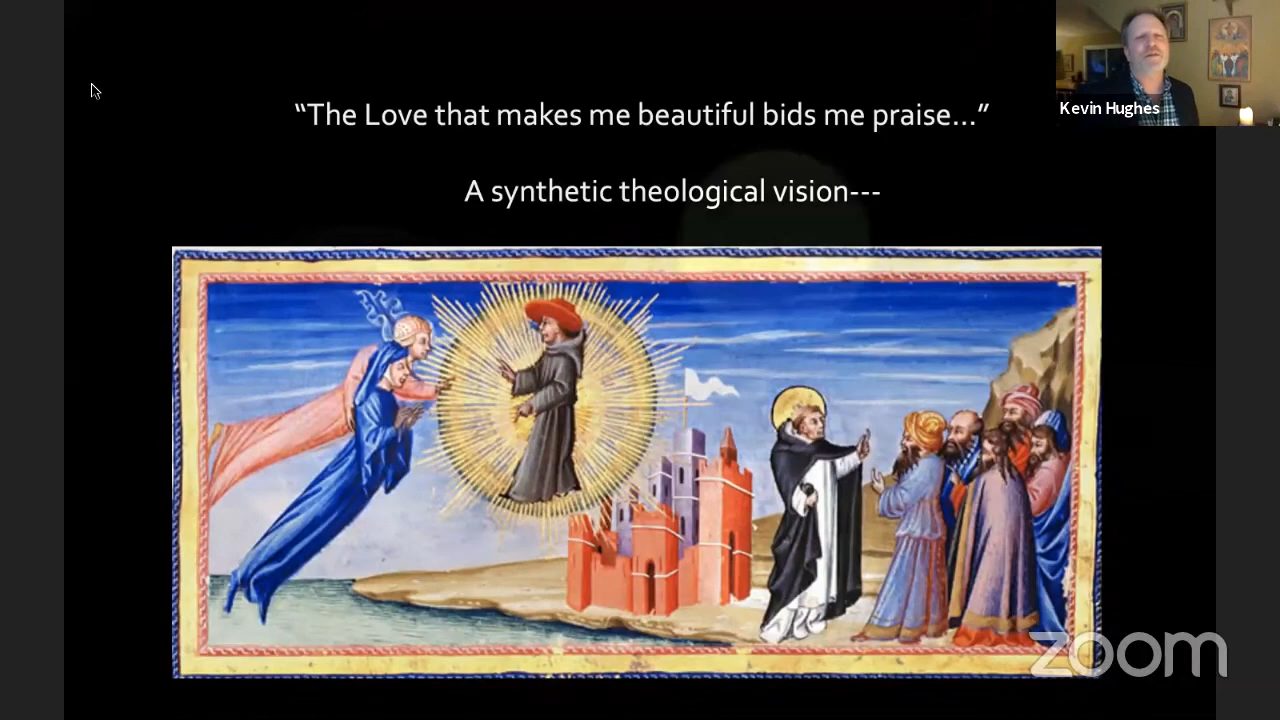 “The Love that makes me beautiful bids me praise…”
Kevin Hughes
A synthetic theological vision---
zoom